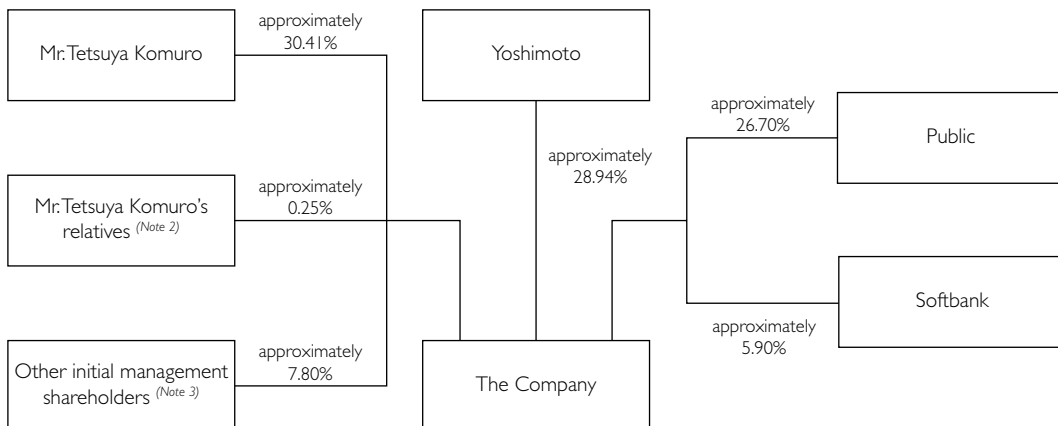 approximately
30.41%
Mr. Tetsuya Komuro
Yoshimoto
approximately
26.70%
Public
approximately
28.94%
approximately
0.25%
Mr. Tetsuya Komuro’s
relatives (Note 2)
Softbank
approximately
5.90%
approximately
7.80%
Other initial management
shareholders (Note 3)
The Company